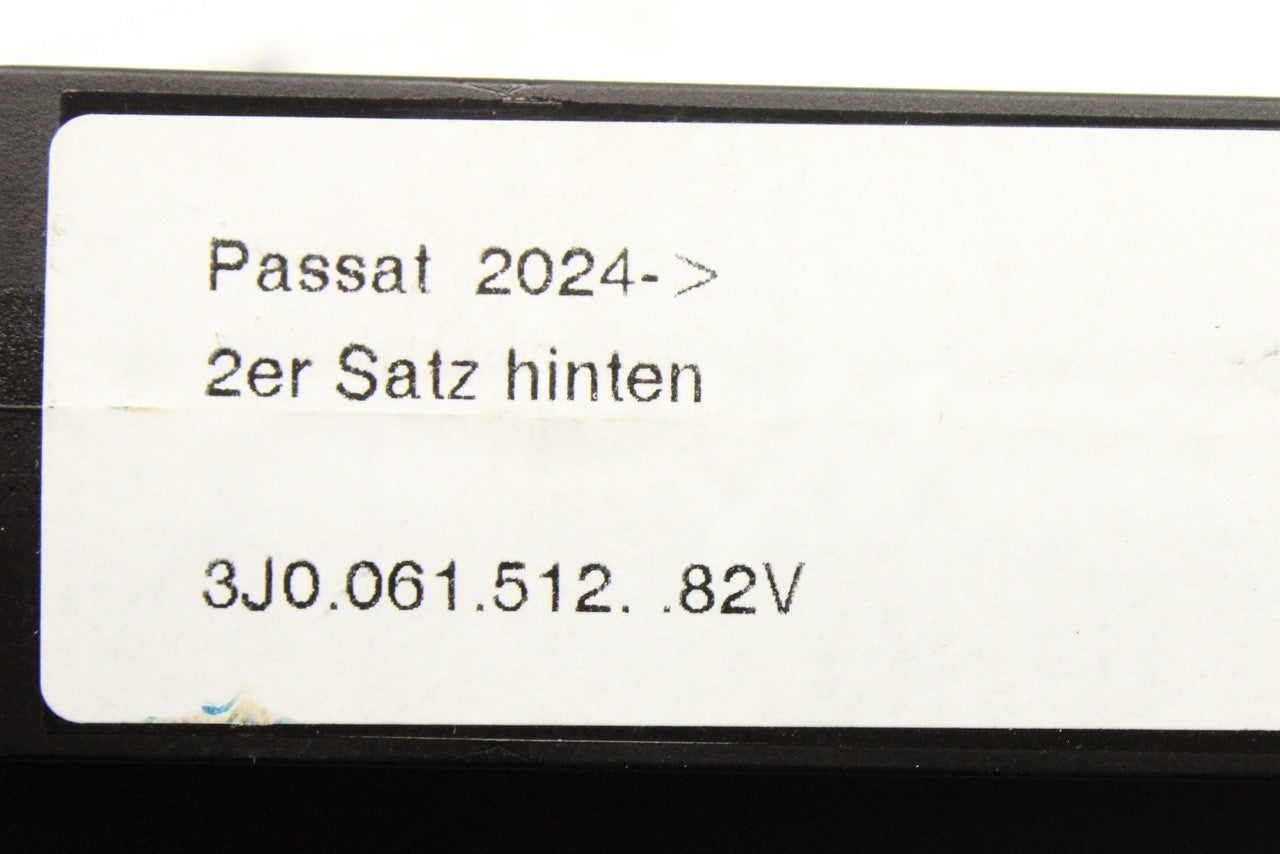 Passat 2024->
2er Satz hinten
3J0.061.512. .82V